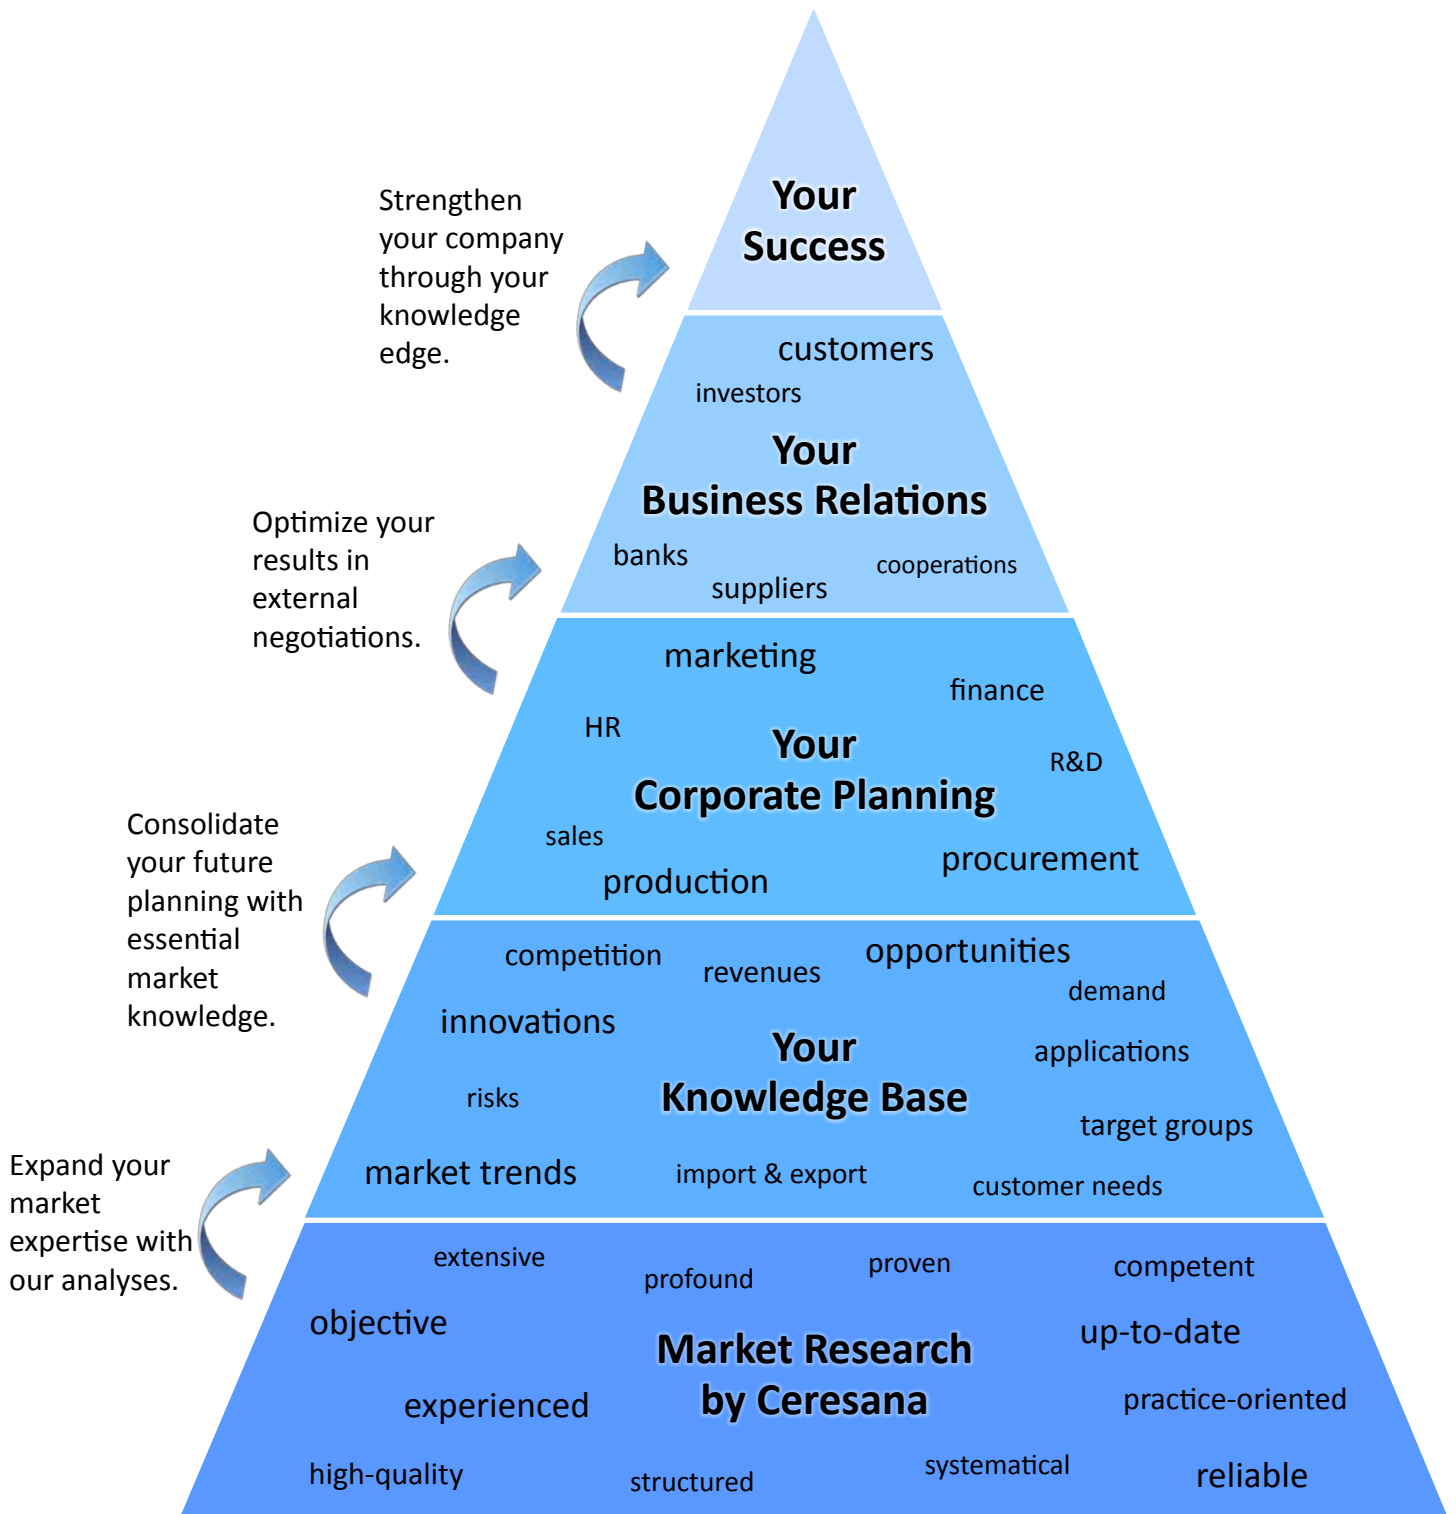 Your
Success
Strengthen
your company
through your
knowledge
edge.
customers
investors
Your
Business Relations
banks
cooperations
suppliers
Optimize your
results in
external
negotiations.
marketing
finance
HR
Your
Corporate Planning
R&D
sales
procurement
production
Consolidate
your future
planning with
essential
market
knowledge.
competition
revenues
opportunities
demand
innovations
Your
Knowledge Base
applications
risks
target groups
market trends
import & export
customer needs
Expand your
market
expertise with
our analyses.
extensive
profound
proven
competent
objective
Market Research
by Ceresana
up-to-date
experienced
practice-oriented
high-quality
structured
systematical
reliable